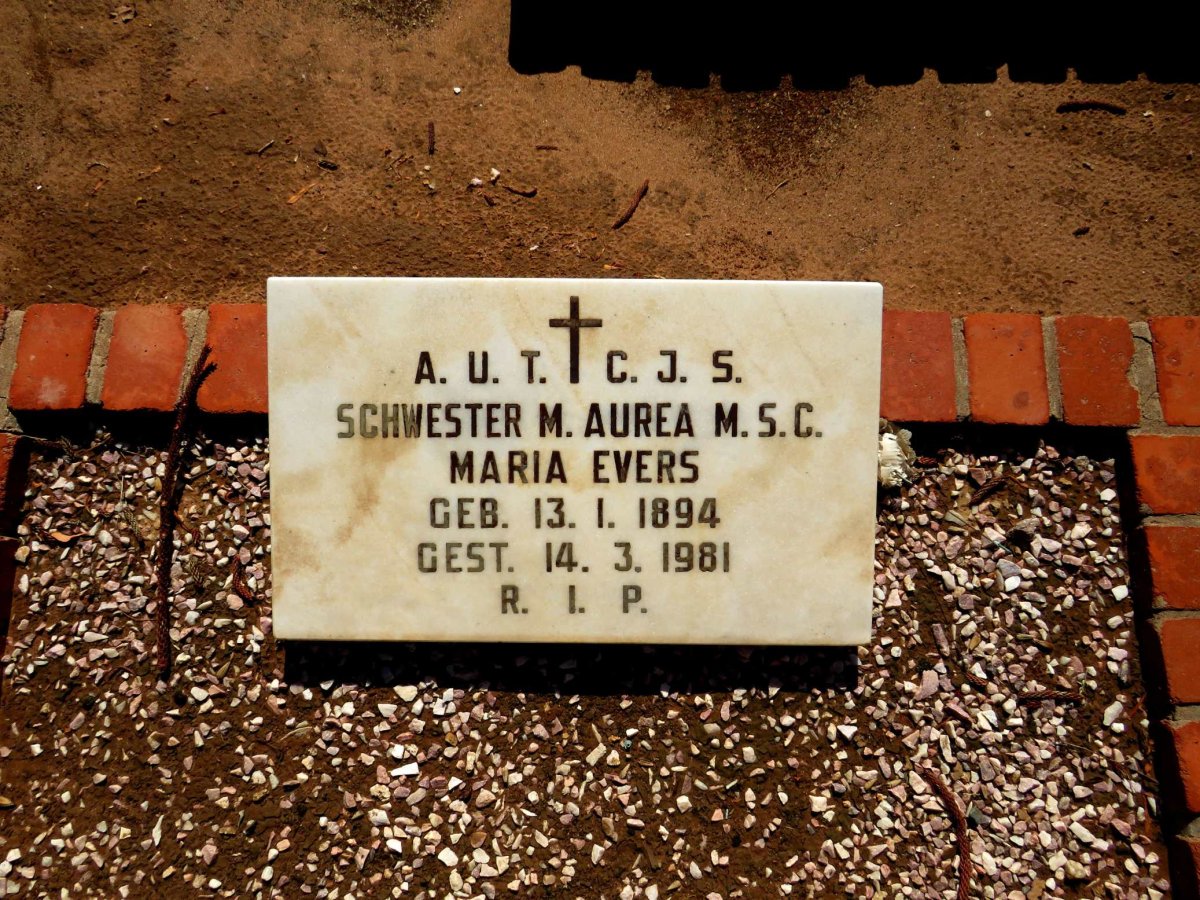 A. U. T. C. J. S.
SCHWESTER M. AUREA M.S.C.
MARIA EVERS
GEB. 13. 1. 1894
GEST. 14. 3. 1981
R. I. P.